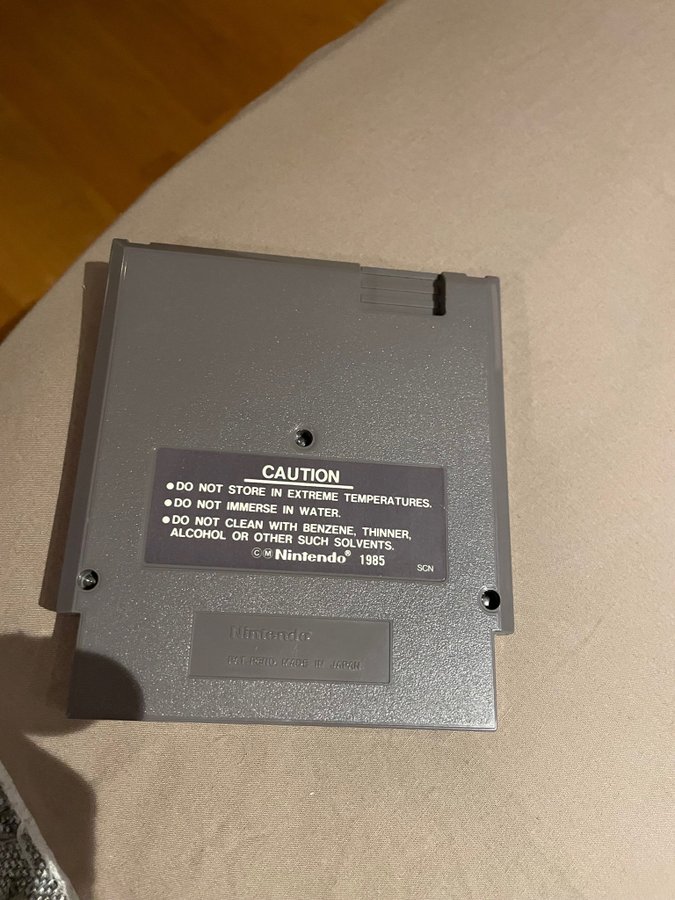 CAUTION
●DO NOT STORE IN EXTREME TEMPERATURES.
●DO NOT IMMERSE IN WATER.
●DO NOT CLEAN WITH BENZENE, THINNER,
ALCOHOL OR OTHER SUCH SOLVENTS.
ⒸⓂNintendo® 1985
SCN
Nintendo®
PAT. PEND. MADE IN JAPAN